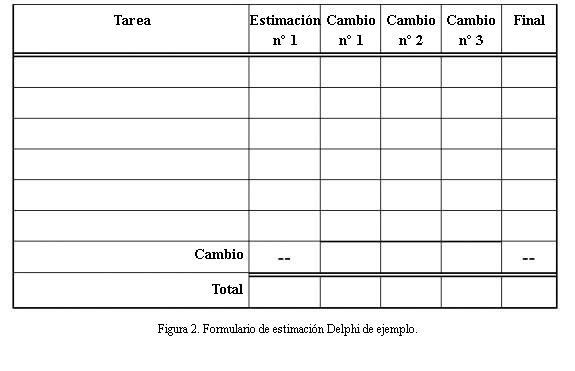 Tarea Estimación Cambio Cambio Cambio Final
n° 1 n° 1 n° 2 n° 3
Cambio -- --
Total
Figura 2. Formulario de estimación Delphi de ejemplo.